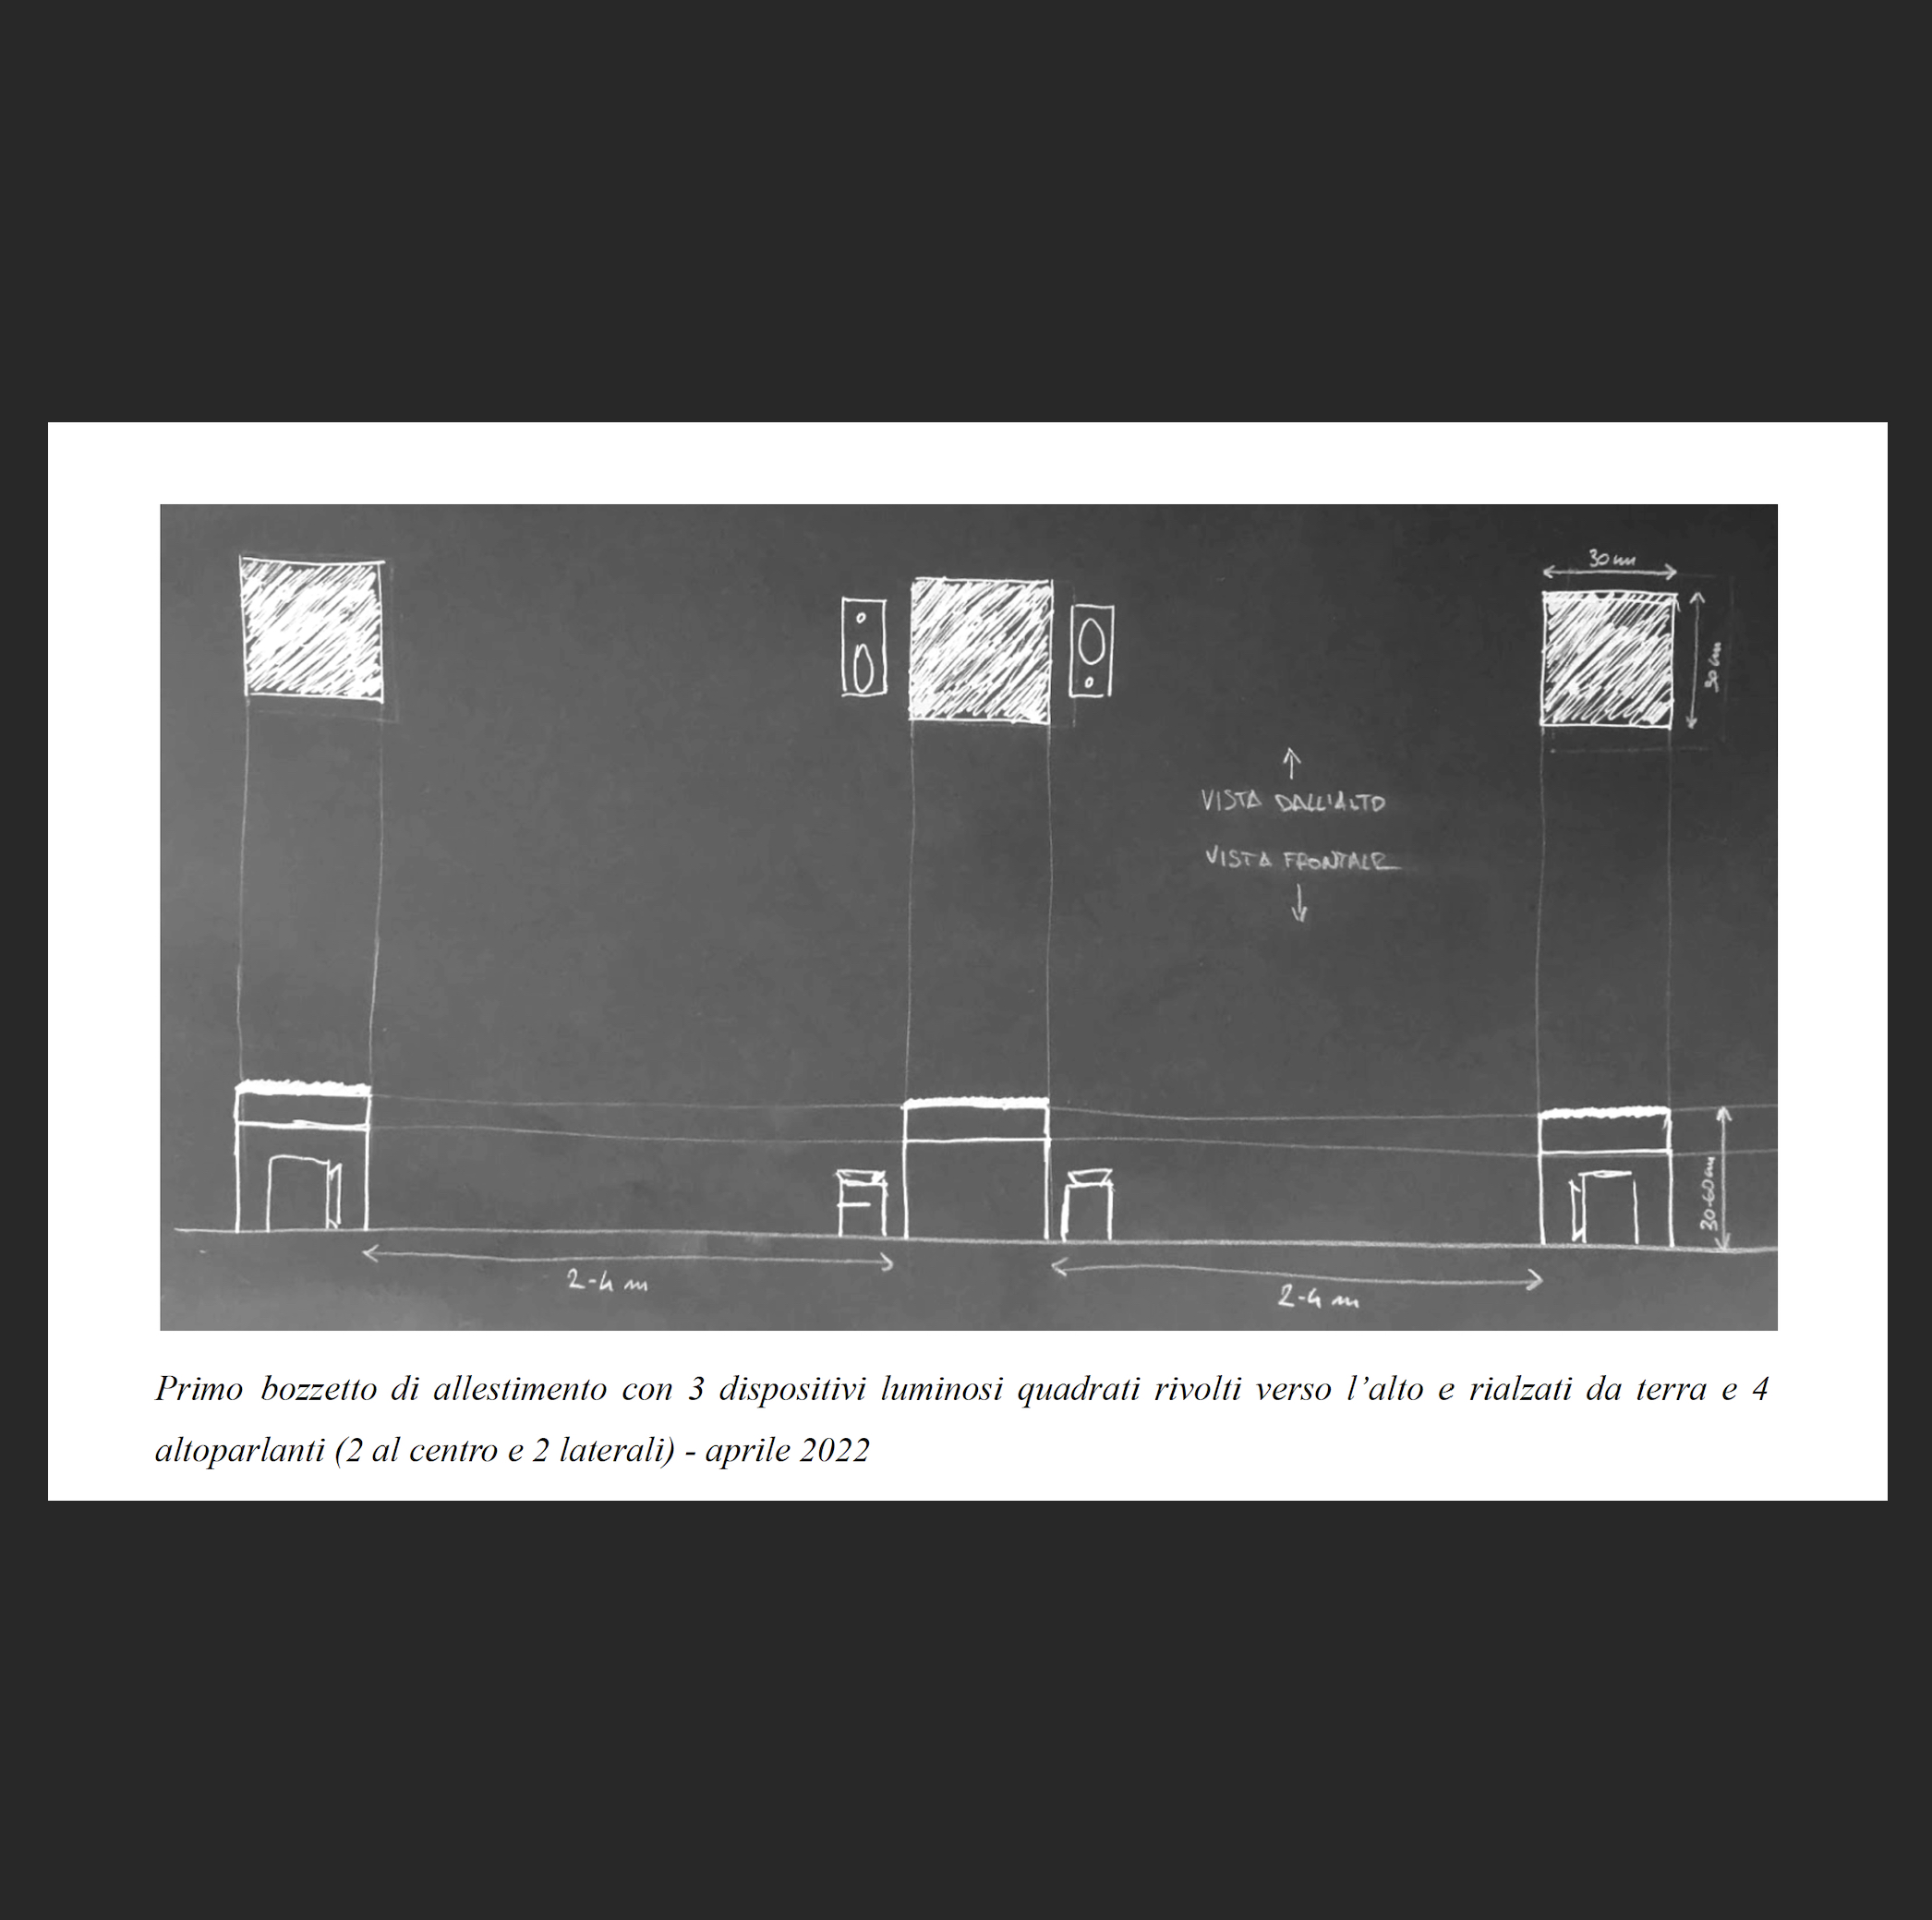 30 cm
30 cm
VISTA DALL'ALTO
VISTA FRONTALE
30-60 cm
2-4 m
2-4 m
Primo bozzetto di allestimento con 3 dispositivi luminosi quadrati rivolti verso l’alto e rialzati da terra e 4
altoparlanti (2 al centro e 2 laterali) - aprile 2022